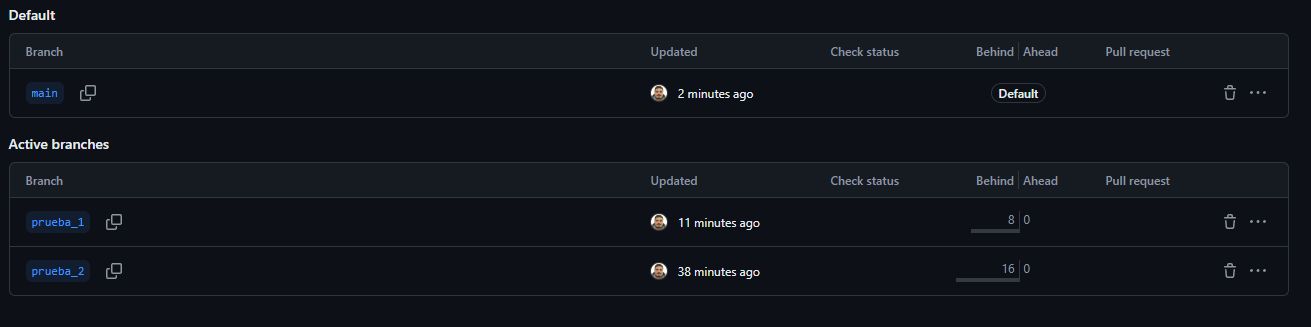 Default
Branch Updated Check status Behind Ahead Pull request
main 2 minutes ago Default
Active branches
Branch Updated Check status Behind Ahead Pull request
prueba_1 11 minutes ago 8 0
prueba_2 38 minutes ago 16 0